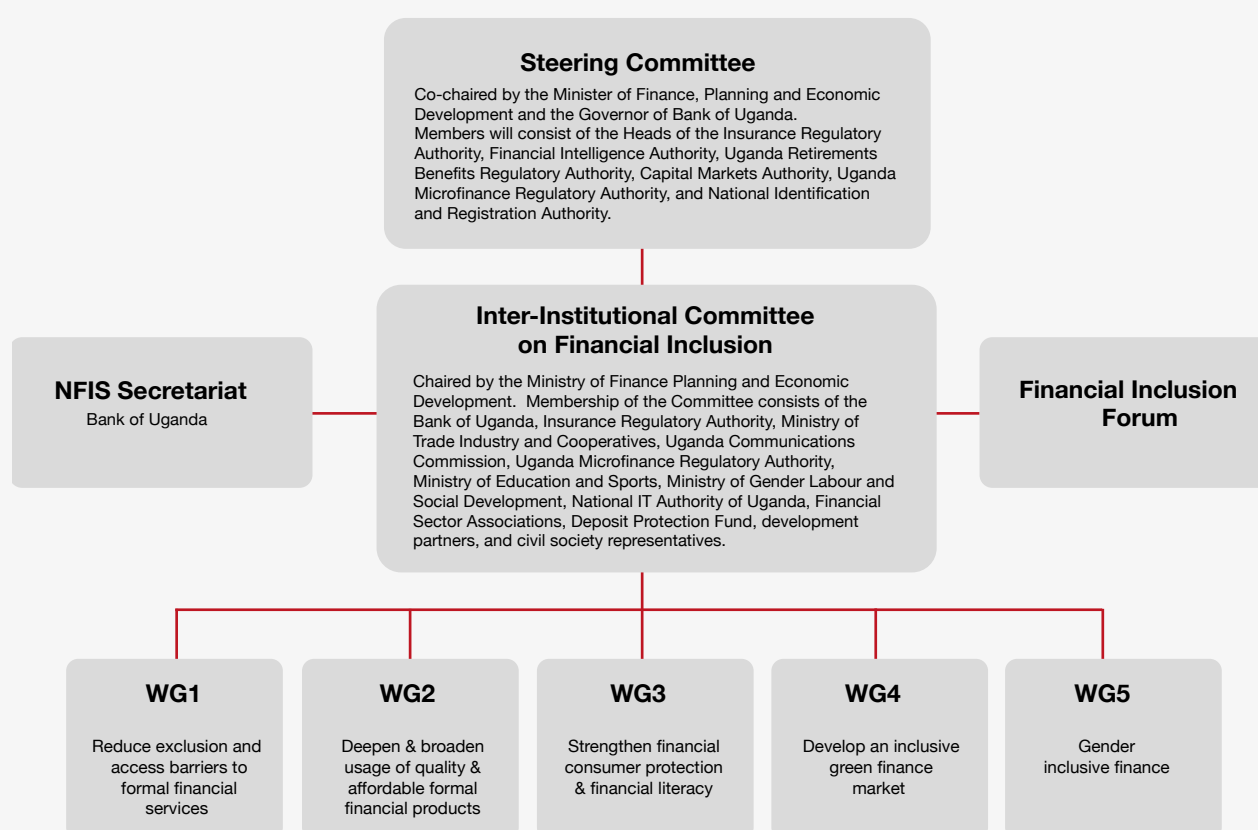 Steering Committee
Co-chaired by the Minister of Finance, Planning and Economic
Development and the Governor of Bank of Uganda.
Members will consist of the Heads of the Insurance Regulatory
Authority, Financial Intelligence Authority, Uganda Retirements
Benefits Regulatory Authority, Capital Markets Authority, Uganda
Microfinance Regulatory Authority, and National Identification
and Registration Authority.
Inter-Institutional Committee
on Financial Inclusion
Chaired by the Ministry of Finance Planning and Economic
Development. Membership of the Committee consists of the
Bank of Uganda, Insurance Regulatory Authority, Ministry of
Trade Industry and Cooperatives, Uganda Communications
Commission, Uganda Microfinance Regulatory Authority,
Ministry of Education and Sports, Ministry of Gender Labour and
Social Development, National IT Authority of Uganda, Financial
Sector Associations, Deposit Protection Fund, development
partners, and civil society representatives.
NFIS Secretariat
Bank of Uganda
Financial Inclusion
Forum
WG1
Reduce exclusion and
access barriers to
formal financial
services
WG2
Deepen & broaden
usage of quality &
affordable formal
financial products
WG3
Strengthen financial
consumer protection
& financial literacy
WG4
Develop an inclusive
green finance
market
WG5
Gender
inclusive finance